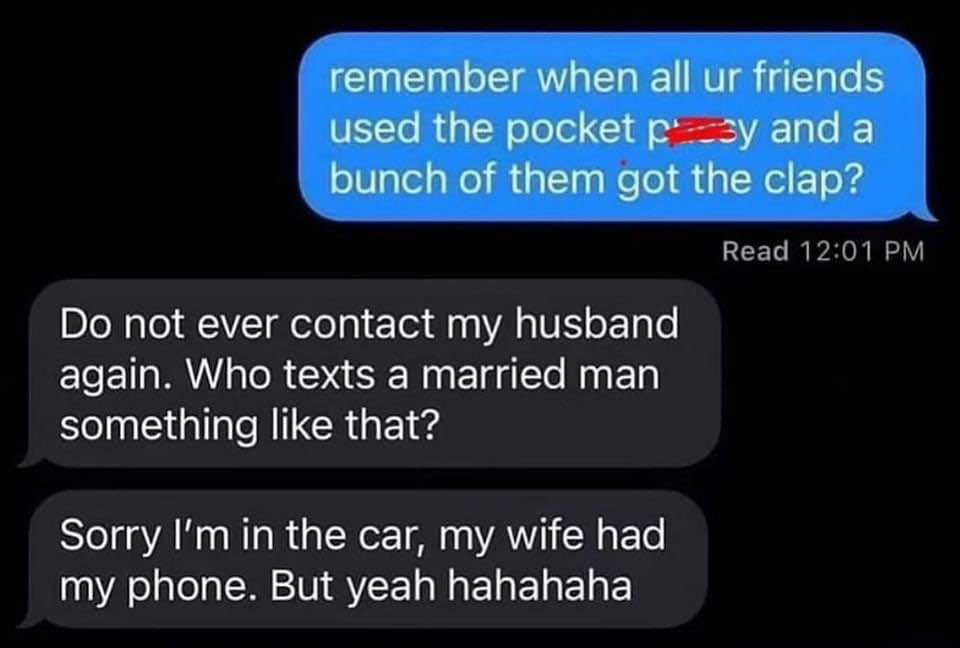 remember when all ur friends
used the pocket p y and a
bunch of them got the clap?
Read 12:01 PM
Do not ever contact my husband
again. Who texts a married man
something like that?
Sorry I'm in the car, my wife had
my phone. But yeah hahahaha